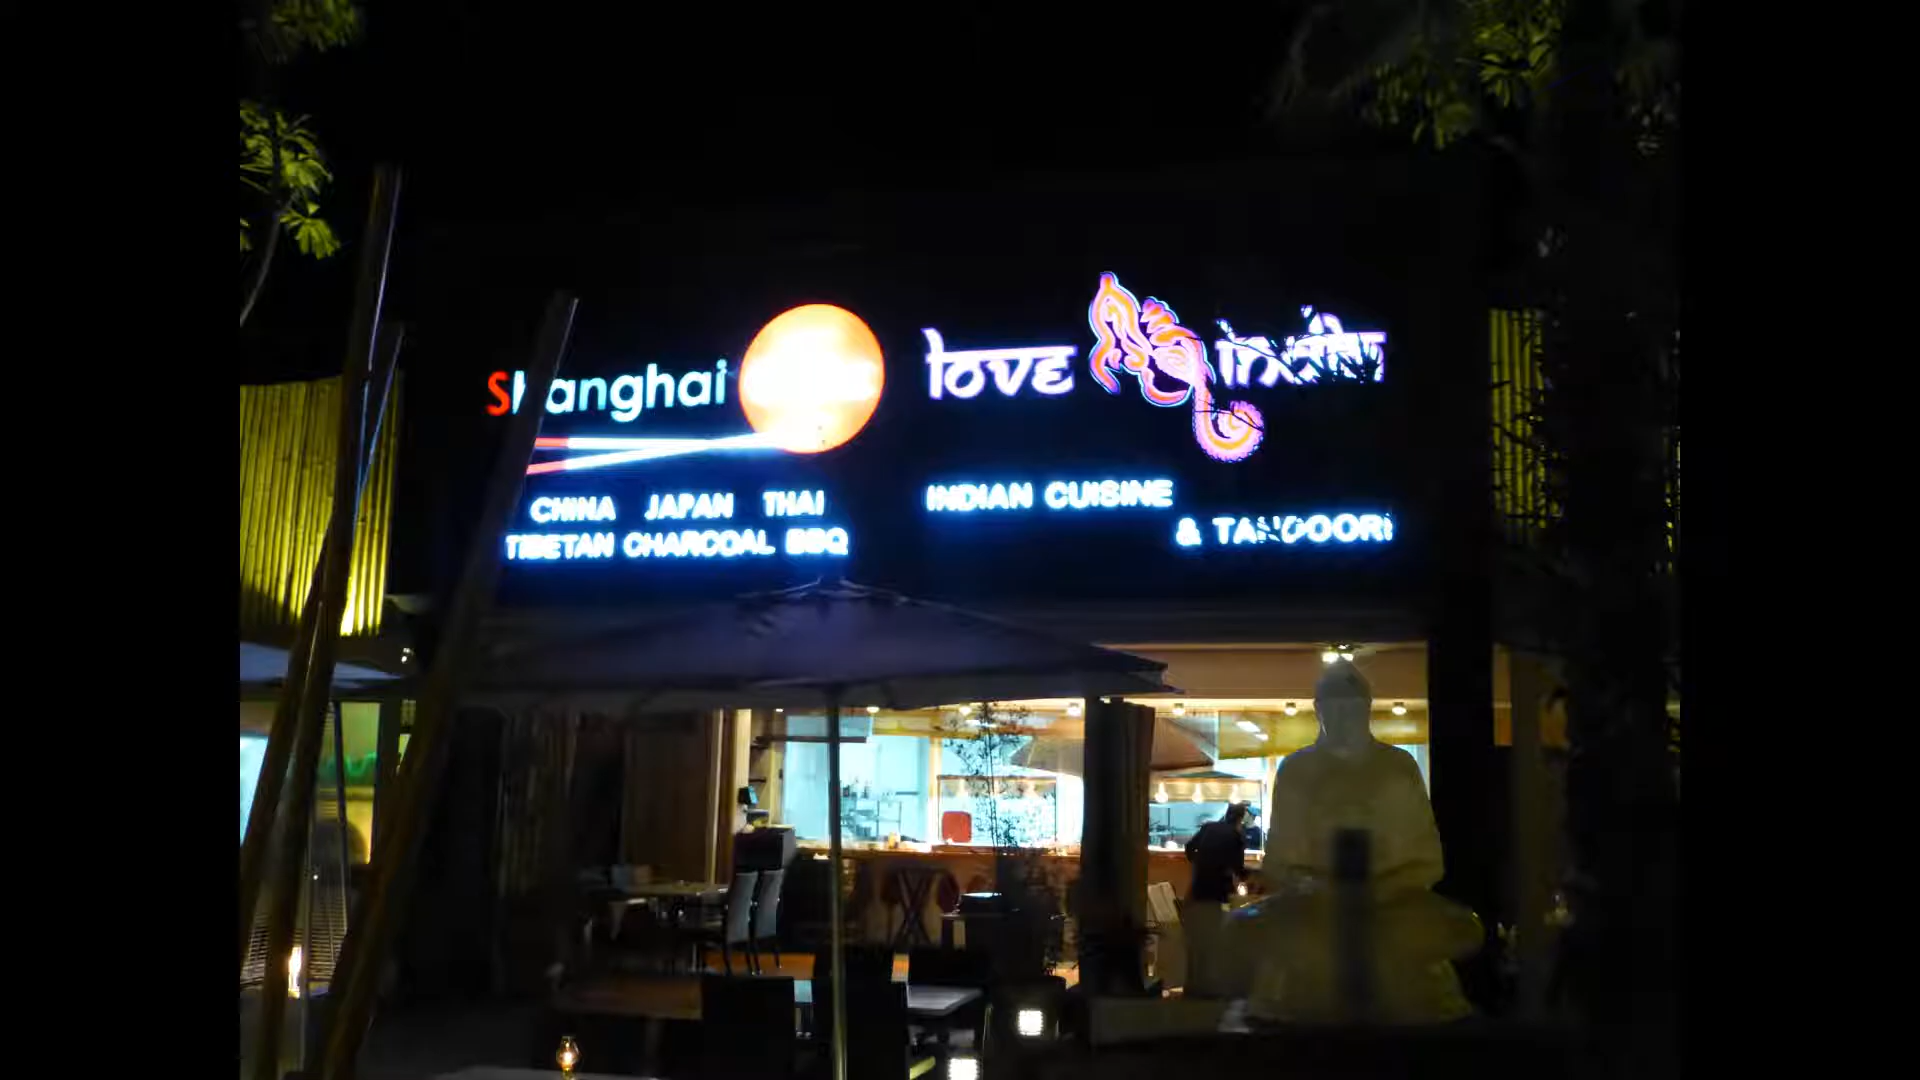 Shanghai
CHINA JAPAN THAI
TIBETAN CHARCOAL BBQ
love india
INDIAN CUISINE
& TANDOORI